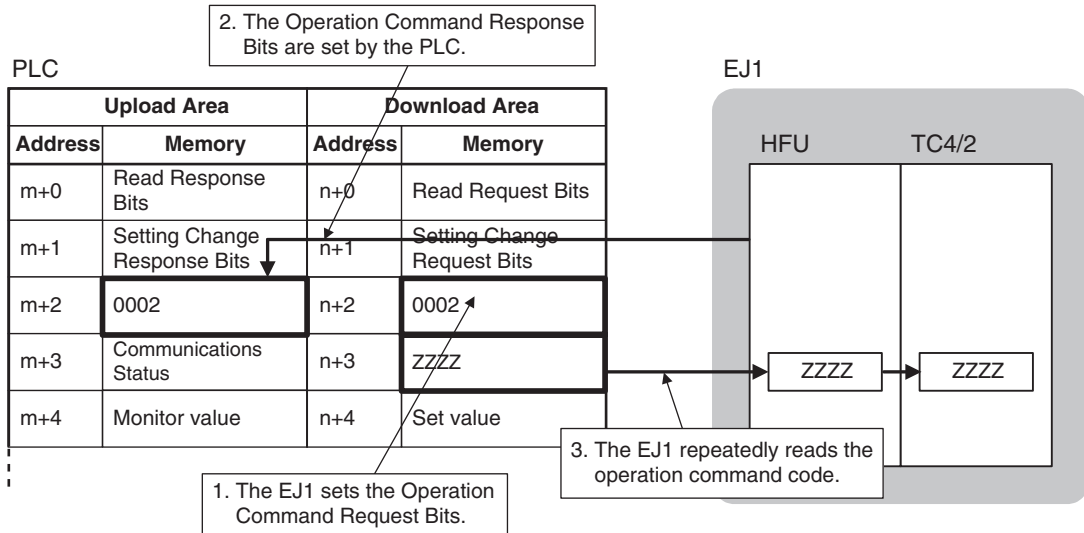 2. The Operation Command Response
Bits are set by the PLC.
PLC
EJ1
Upload Area
Download Area
Address
Memory
Address
Memory
HFU
TC4/2
m+0
Read Response
Bits
n+0
Read Request Bits
m+1
Setting Change
Response Bits
n+1
Setting Change
Request Bits
m+2
0002
n+2
0002
m+3
Communications
Status
n+3
ZZZZ
ZZZZ
ZZZZ
m+4
Monitor value
n+4
Set value
3. The EJ1 repeatedly reads the
operation command code.
1. The EJ1 sets the Operation
Command Request Bits.